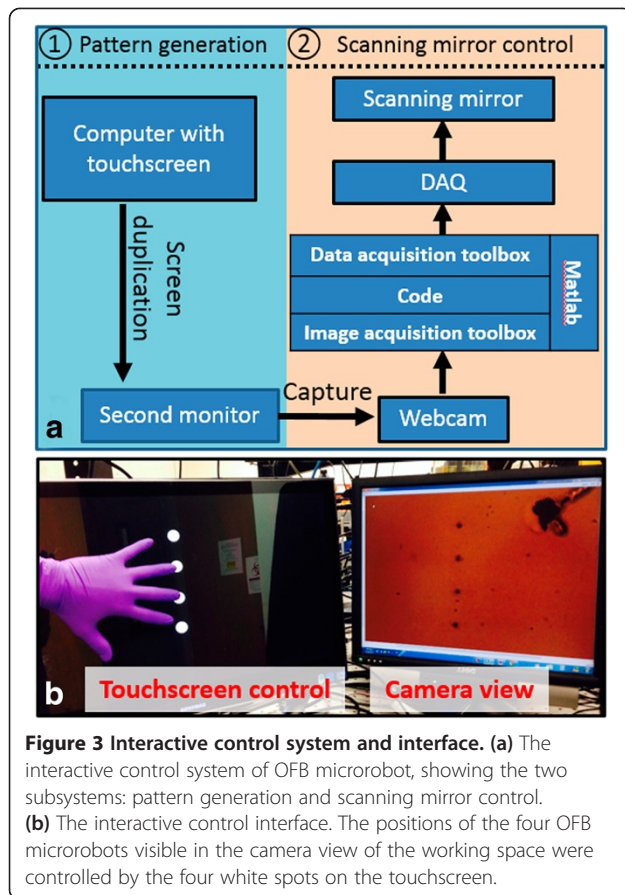 ① Pattern generation
② Scanning mirror control
Computer with
touchscreen
Screen
duplication
Second monitor
Capture
Webcam
Scanning mirror
DAQ
Data acquisition toolbox
Code
Image acquisition toolbox
Matlab
a
b
Touchscreen control
Camera view
Figure 3 Interactive control system and interface. (a) The
interactive control system of OFB microrobot, showing the two
subsystems: pattern generation and scanning mirror control.
(b) The interactive control interface. The positions of the four OFB
microrobots visible in the camera view of the working space were
controlled by the four white spots on the touchscreen.